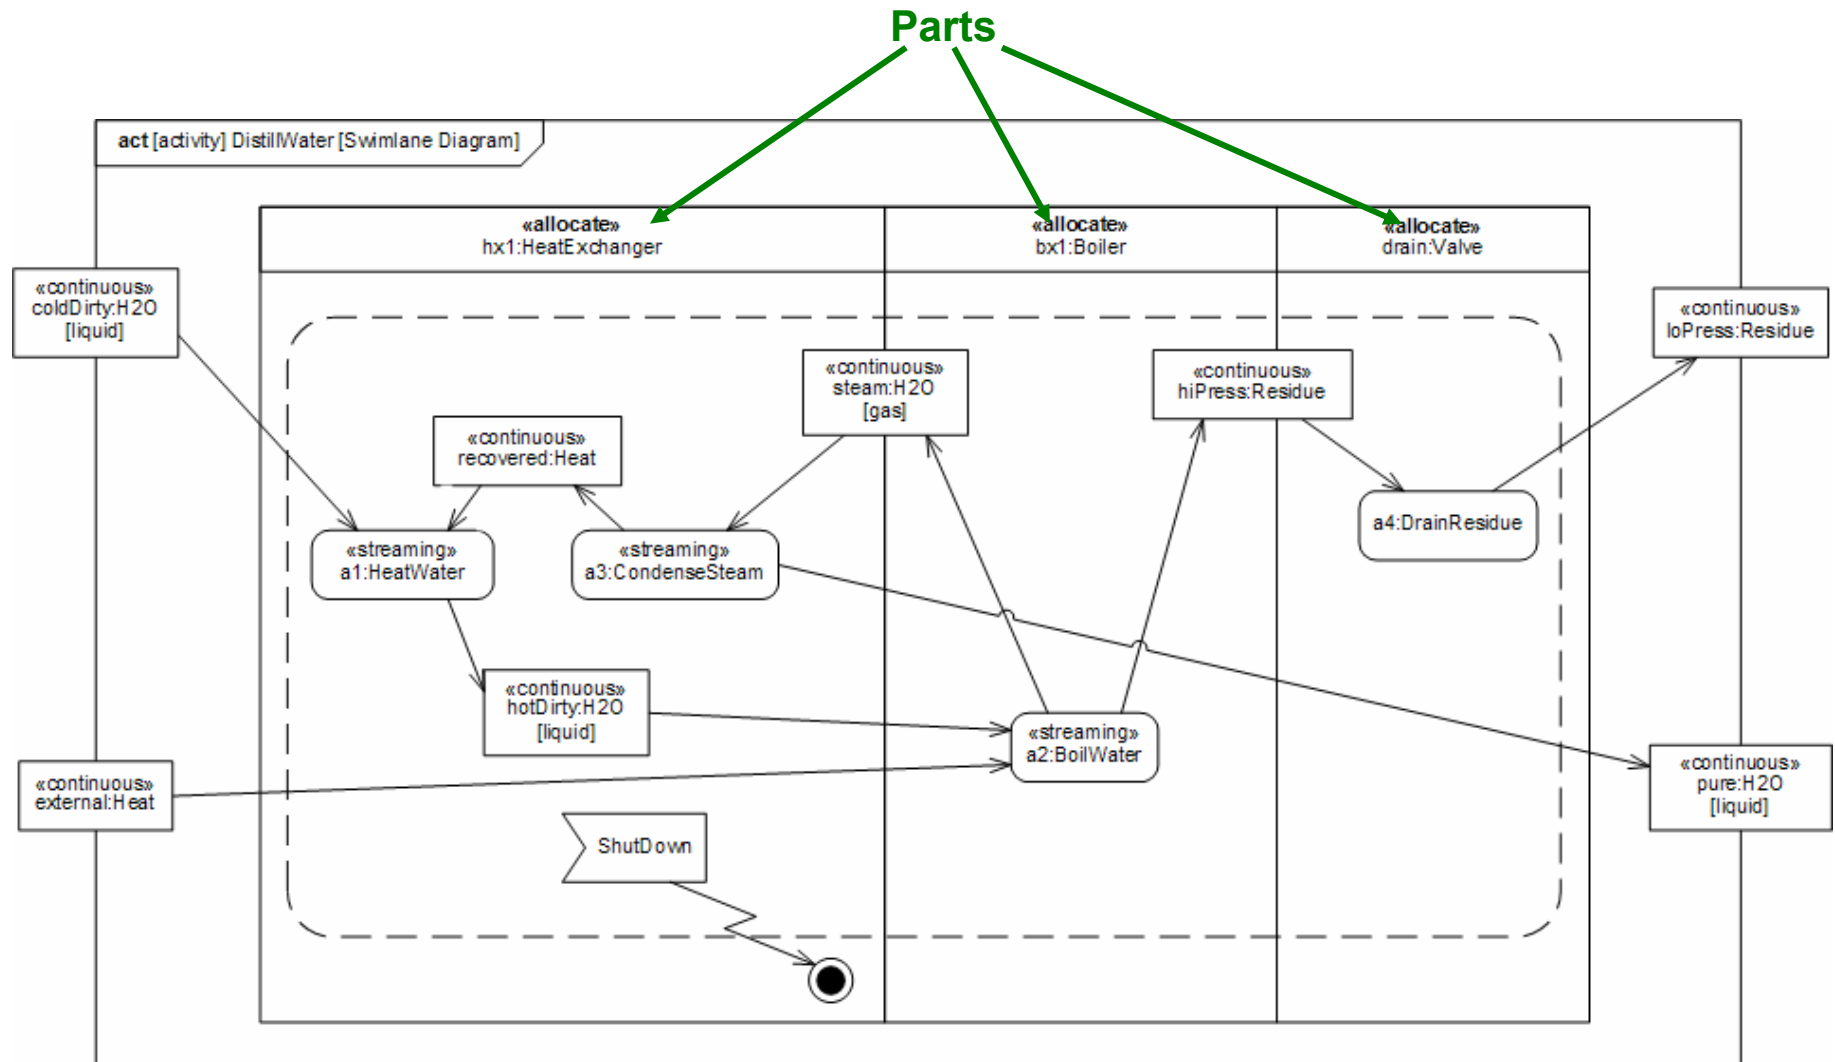 Parts
act [activity] DistillWater [Swimlane Diagram]
«allocate»
hx1:HeatExchanger
«allocate»
bx1:Boiler
«allocate»
drain:Valve
«continuous»
coldDirty:H2O
[liquid]
«continuous»
loPress:Residue
«continuous»
steam:H2O
[gas]
«continuous»
hiPress:Residue
«continuous»
recovered:Heat
a4:DrainResidue
«streaming»
a1:HeatWater
«streaming»
a3:CondenseSteam
«continuous»
hotDirty:H2O
[liquid]
«streaming»
a2:BoilWater
«continuous»
external:Heat
«continuous»
pure:H2O
[liquid]
ShutDown